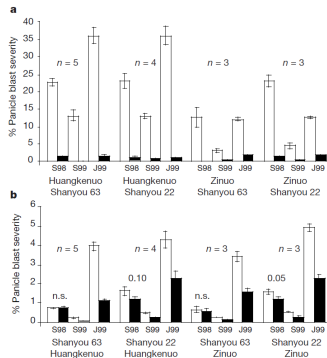 a
% Panicle blast severity
40
35
30
25
20
15
10
5
0
n = 5
n = 4
n = 3
n = 3
S98 S99 J99 S98 S99 J99 S98 S99 J99 S98 S99 J99
Huangkenuo Huangkenuo Zinuo Zinuo
Shanyou 63 Shanyou 22 Shanyou 63 Shanyou 22
b
% Panicle blast severity
6
5
4
3
2
1
0
n = 5
n = 4
n = 3
n = 3
n.s.
0.10
n.s.
0.05
S98 S99 J99 S98 S99 J99 S98 S99 J99 S98 S99 J99
Shanyou 63 Shanyou 22 Shanyou 63 Shanyou 22
Huangkenuo Huangkenuo Zinuo Zinuo